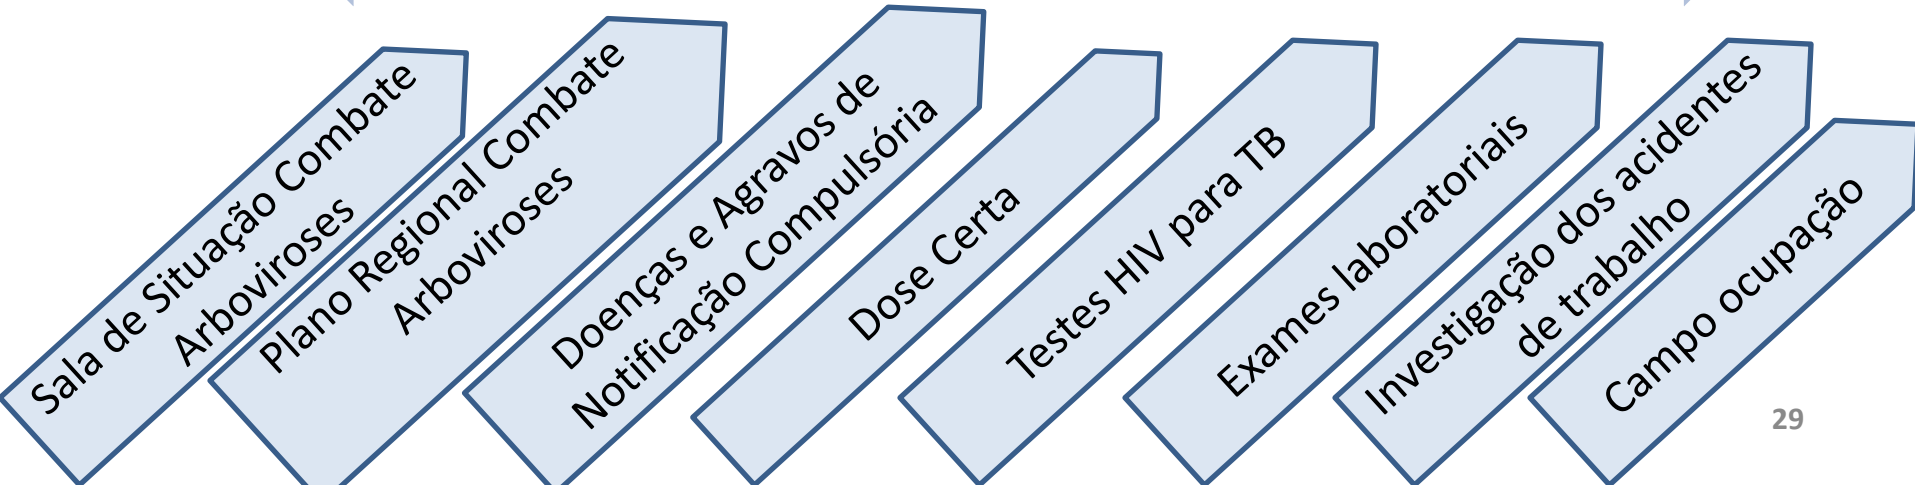 Sala de Situação Combate
Arboviroses
Plano Regional Combate
Arboviroses
Doenças e Agravos de
Notificação Compulsória
Dose Certa
Testes HIV para TB
Exames laboratoriais
Investigação dos acidentes
de trabalho
Campo ocupação
29